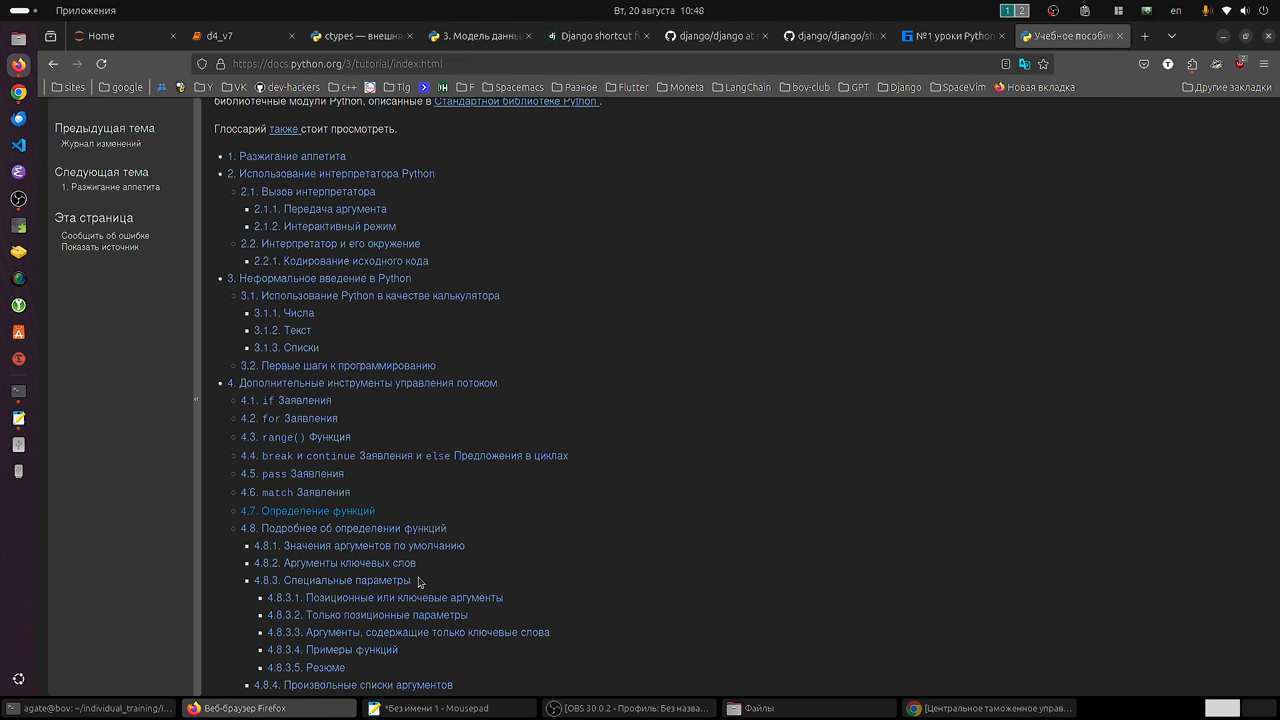 Приложения
Вт, 20 августа 10:48
1 2
en
Home
d4_v7
ctypes — внешняя
3. Модель данны
Django shortcut fu
django/django at m
django/django/sho
№1 уроки Python
Учебное пособие
https://docs.python.org/3/tutorial/index.html
sites
google
Y
VK
dev-hackers
c++
Tlg
F
Spacemacs
Разное
Flutter
Moneta
LangChain
bov-club
GPT
Django
SpaceVim
Новая вкладка
Другие закладки
Предыдущая тема
Журнал изменений
Следующая тема
1. Разжигание аппетита
Эта страница
Сообщить об ошибке
Показать источник
библиотечные модули Python, описанные в Стандартной библиотеке Python .
Глоссарий также стоит просмотреть.
1. Разжигание аппетита
2. Использование интерпретатора Python
2.1. Вызов интерпретатора
2.1.1. Передача аргумента
2.1.2. Интерактивный режим
2.2. Интерпретатор и его окружение
2.2.1. Кодирование исходного кода
3. Неформальное введение в Python
3.1. Использование Python в качестве калькулятора
3.1.1. Числа
3.1.2. Текст
3.1.3. Списки
3.2. Первые шаги к программированию
4. Дополнительные инструменты управления потоком
4.1. if Заявления
4.2. for Заявления
4.3. range() Функция
4.4. break и continue Заявления и else Предложения в циклах
4.5. pass Заявления
4.6. match Заявления
4.7. Определение функций
4.8. Подробнее об определении функций
4.8.1. Значения аргументов по умолчанию
4.8.2. Аргументы ключевых слов
4.8.3. Специальные параметры
4.8.3.1. Позиционные или ключевые аргументы
4.8.3.2. Только позиционные параметры
4.8.3.3. Аргументы, содержащие только ключевые слова
4.8.3.4. Примеры функций
4.8.3.5. Резюме
4.8.4. Произвольные списки аргументов
agate@bov: ~/individual_training/l...
Веб-браузер Firefox
*Без имени 1 - Mousepad
[OBS 30.0.2 - Профиль: Без назва...
Файлы
[Центральное таможенное управ...